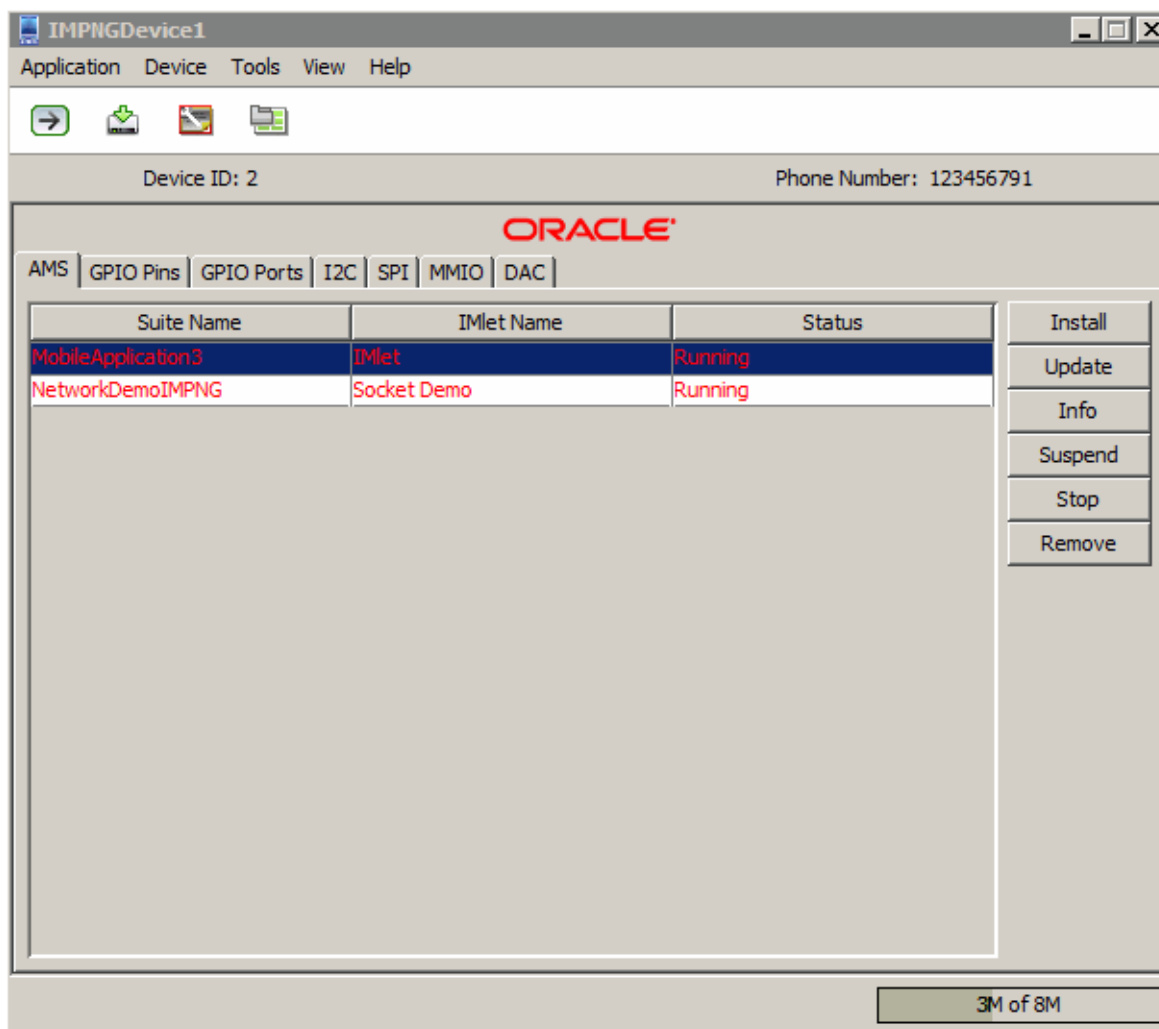 IMPNGDevice1
Application Device Tools View Help
Device ID: 2 Phone Number: 123456791
ORACLE
AMS GPIO Pins GPIO Ports I2C SPI MMIO DAC
Suite Name IMlet Name Status Install
MobileApplication3 IMlet Running Update
NetworkDemoIMPNG Socket Demo Running Info
Suspend
Stop
Remove
3M of 8M